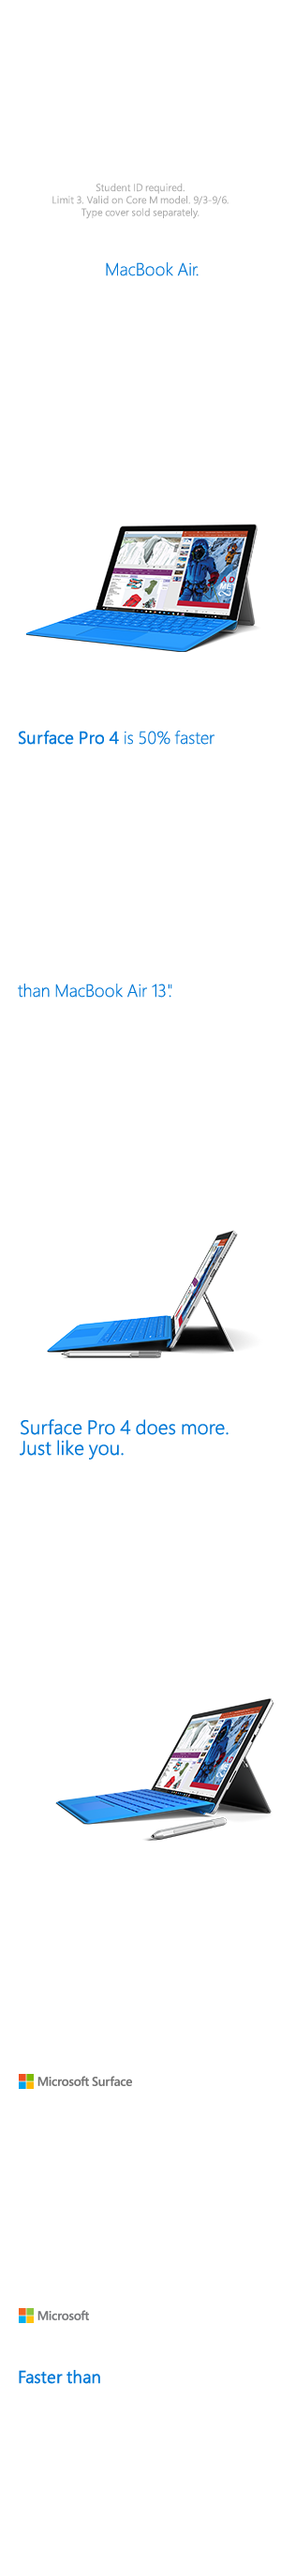 Student ID required.
Limit 3. Valid on Core M model. 9/3-9/6.
Type cover sold separately.
MacBook Air.
Surface Pro 4 is 50% faster
than MacBook Air 13".
Surface Pro 4 does more.
Just like you.
Microsoft Surface
Microsoft
Faster than